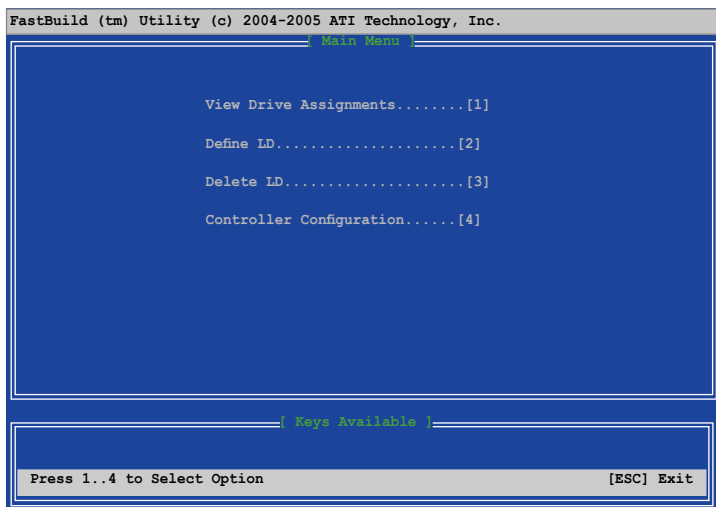 FastBuild (tm) Utility (c) 2004-2005 ATI Technology, Inc.
[ Main Menu ]
View Drive Assignments........[1]
Define LD.....................[2]
Delete LD.....................[3]
Controller Configuration......[4]
[ Keys Available ]
Press 1..4 to Select Option [ESC] Exit